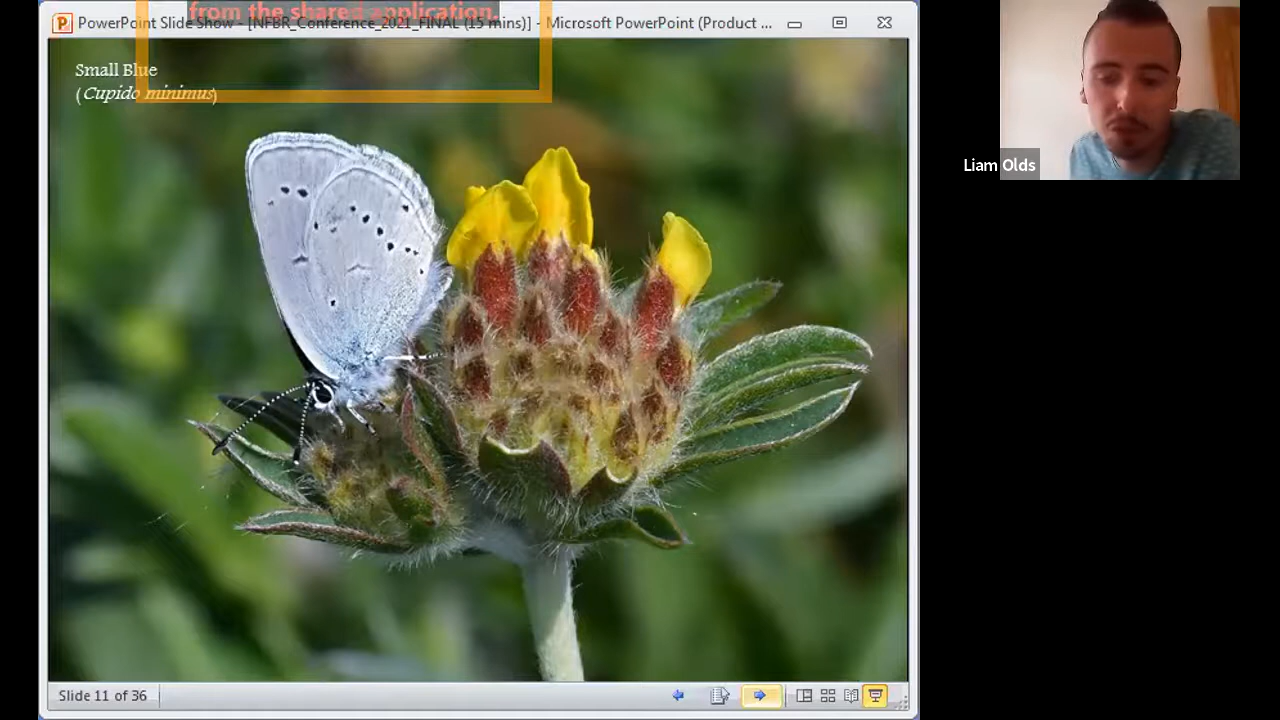 from the shared application.
PowerPoint Slide Show - [NFBR_Conference_2021_FINAL (15 mins)] - Microsoft PowerPoint (Product ...
Small Blue
(Cupido minimus)
Liam Olds
Slide 11 of 36